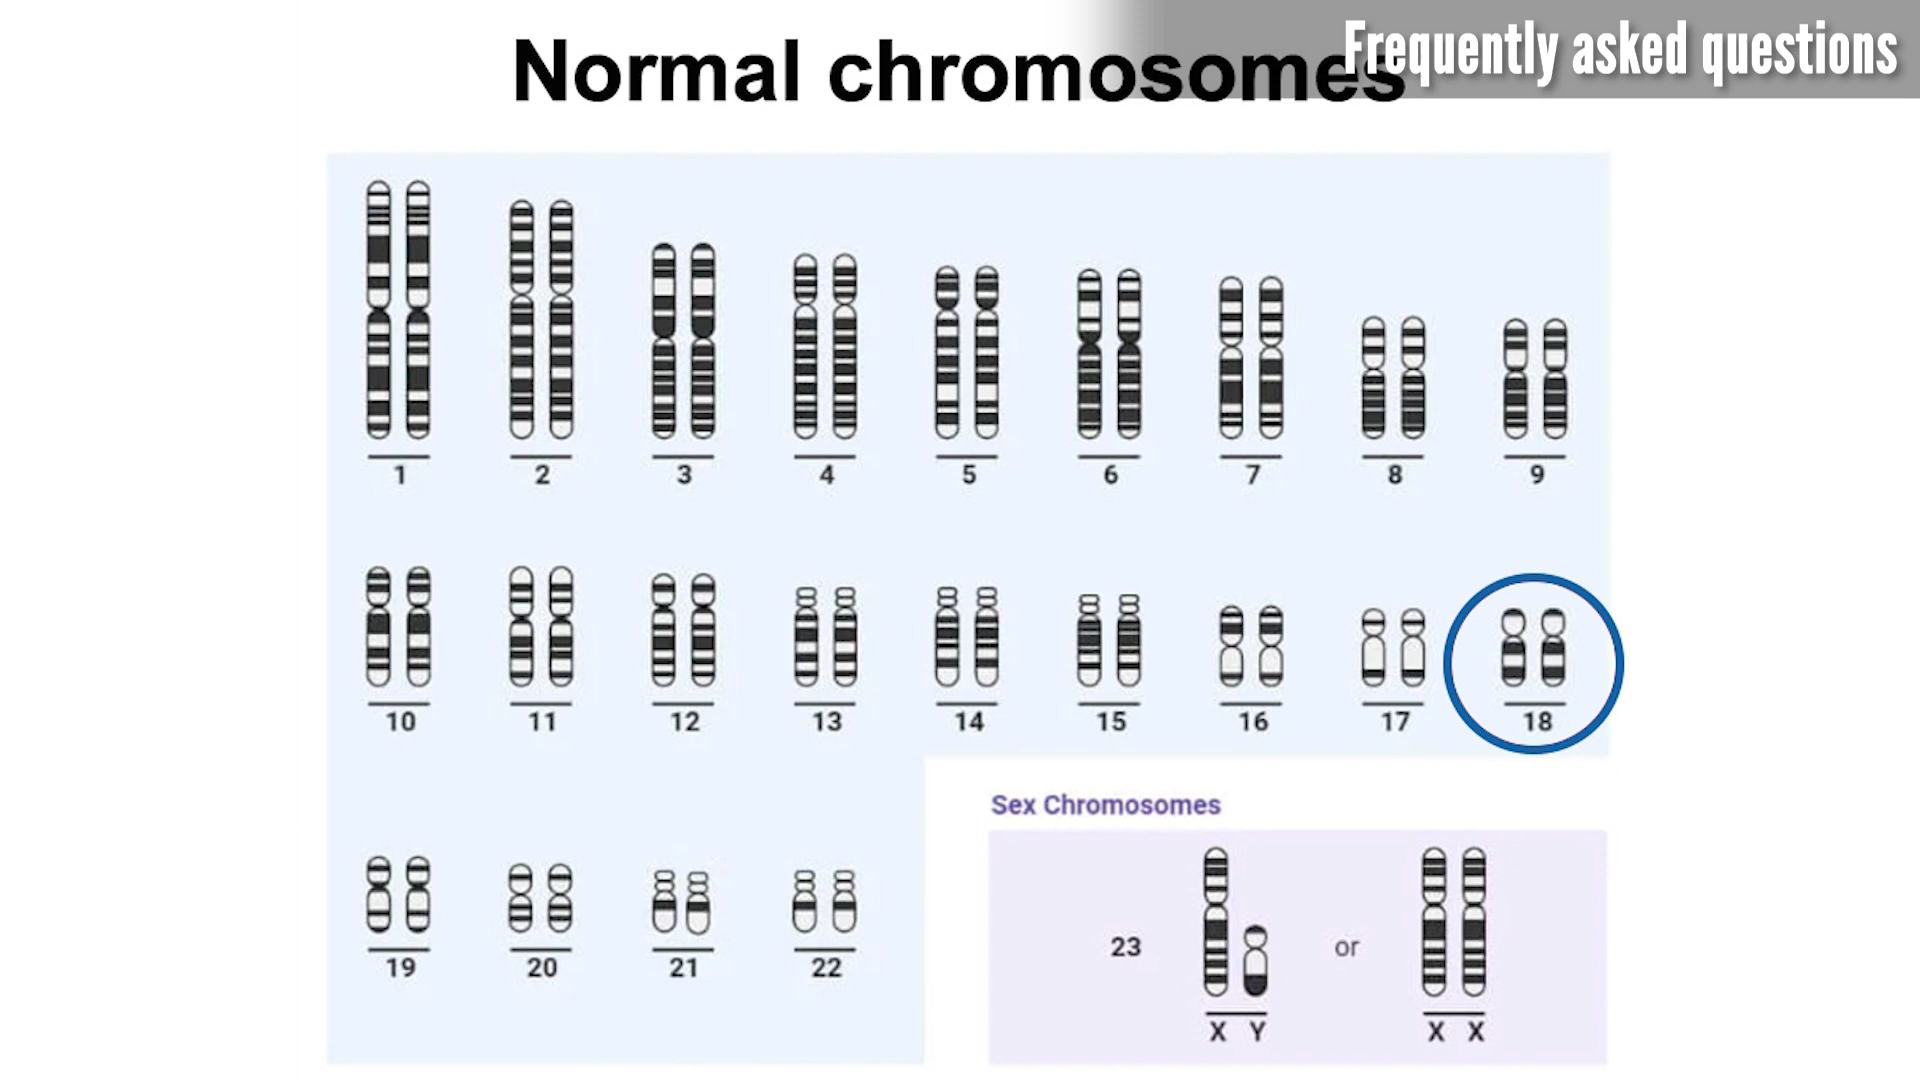 Normal chromosomes
Frequently asked questions
1 2 3 4 5 6 7 8 9
10 11 12 13 14 15 16 17 18
Sex Chromosomes
23 or
X Y X X
19 20 21 22